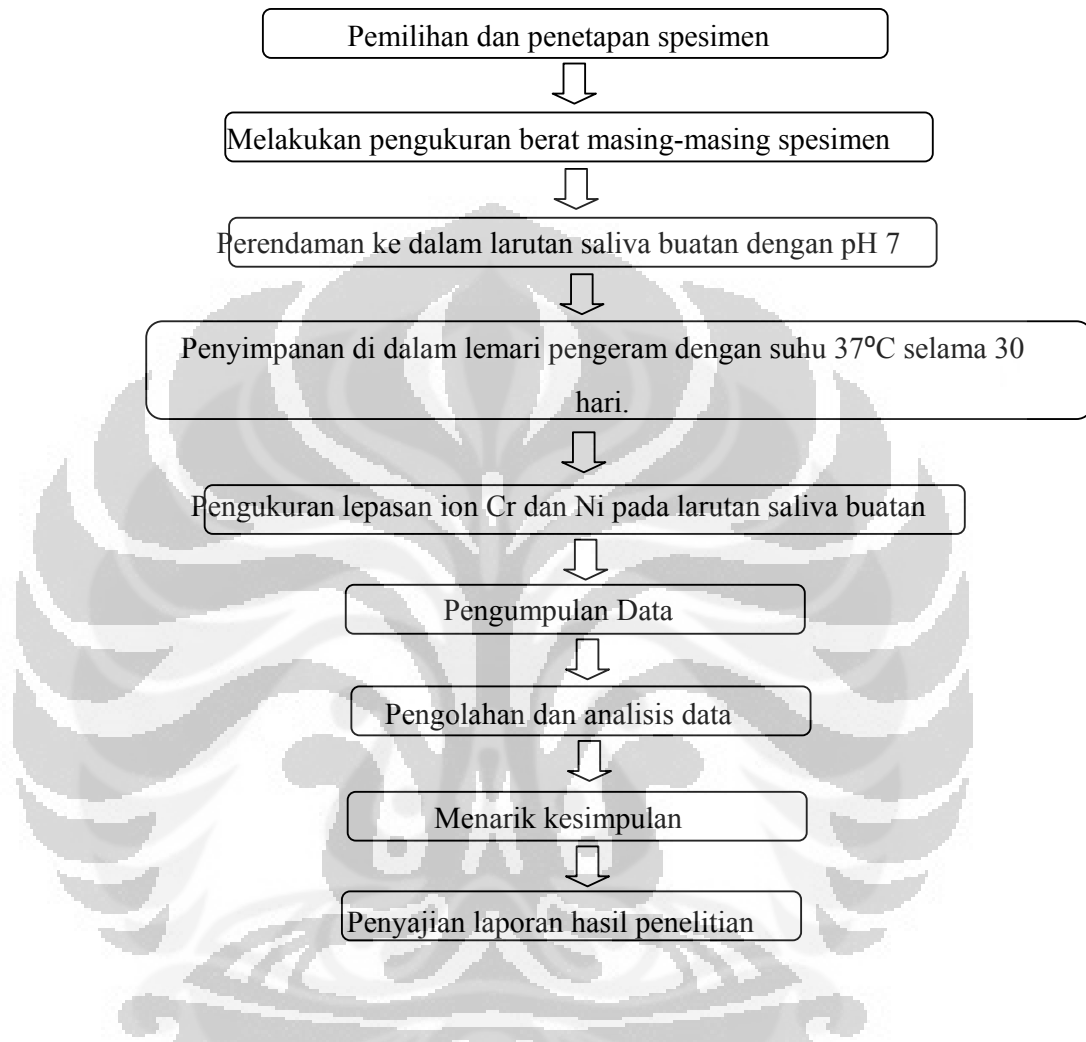 Pemilihan dan penetapan spesimen
Melakukan pengukuran berat masing-masing spesimen
Perendaman ke dalam larutan saliva buatan dengan pH 7
Penyimpanan di dalam lemari pengeram dengan suhu 37⁰C selama 30
hari.
Pengukuran lepasan ion Cr dan Ni pada larutan saliva buatan
Pengumpulan Data
Pengolahan dan analisis data
Menarik kesimpulan
Penyajian laporan hasil penelitian